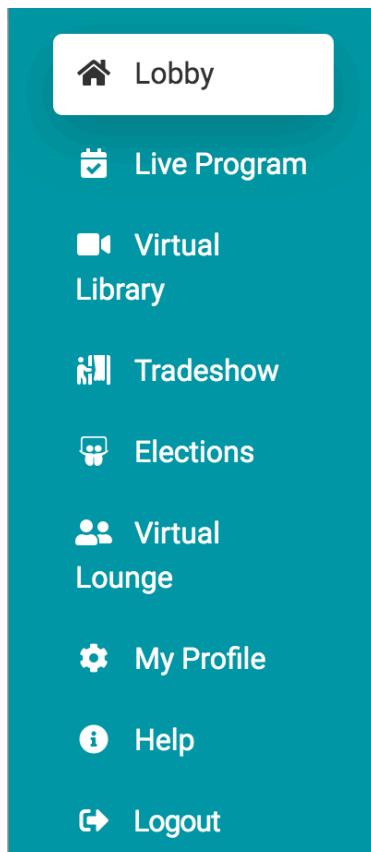 Lobby
Live Program
Virtual
Library
Tradeshow
Elections
Virtual
Lounge
My Profile
Help
Logout